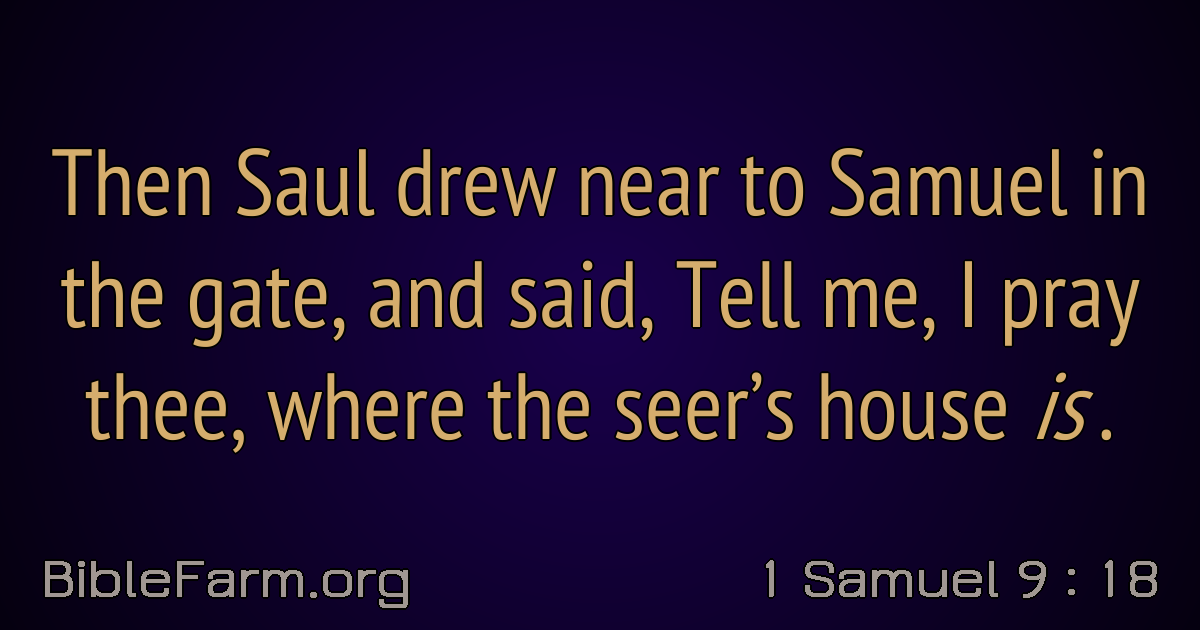 Then Saul drew near to Samuel in
the gate, and said, Tell me, I pray
thee, where the seer’s house is.
BibleFarm.org
1 Samuel 9 : 18